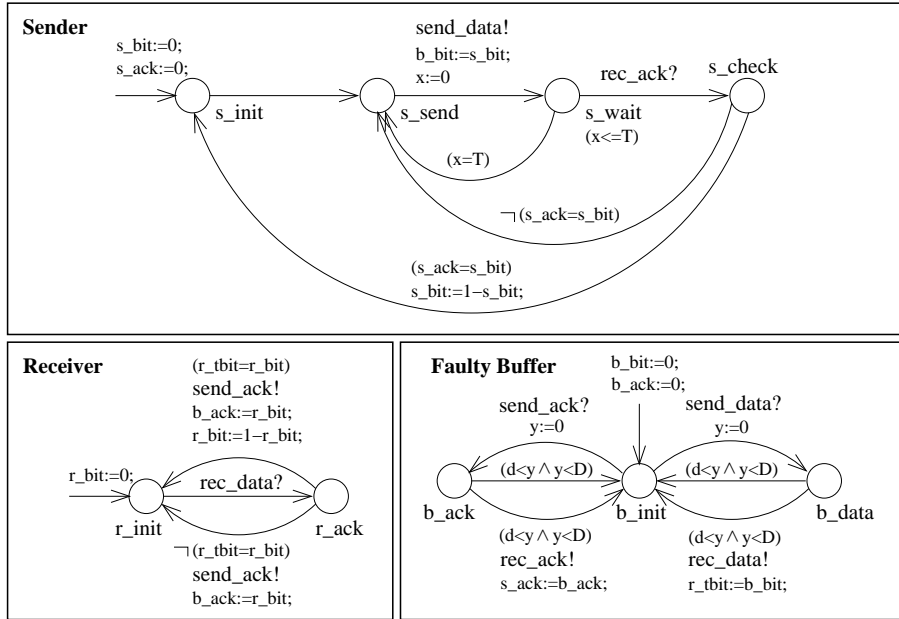 Sender
s_bit:=0;
s_ack:=0;
s_init
send_data!
b_bit:=s_bit;
x:=0
s_send
s_wait
(x<=T)
rec_ack?
s_check
(x=T)
¬(s_ack=s_bit)
(s_ack=s_bit)
s_bit:=1−s_bit;
Receiver
(r_tbit=r_bit)
send_ack!
b_ack:=r_bit;
r_bit:=1−r_bit;
r_bit:=0;
rec_data?
r_init
r_ack
¬(r_tbit=r_bit)
send_ack!
b_ack:=r_bit;
Faulty Buffer
b_bit:=0;
b_ack:=0;
send_ack?
y:=0
send_data?
y:=0
(d<y ∧ y<D)
(d<y ∧ y<D)
b_ack
b_init
b_data
(d<y ∧ y<D)
rec_ack!
s_ack:=b_ack;
(d<y ∧ y<D)
rec_data!
r_tbit:=b_bit;